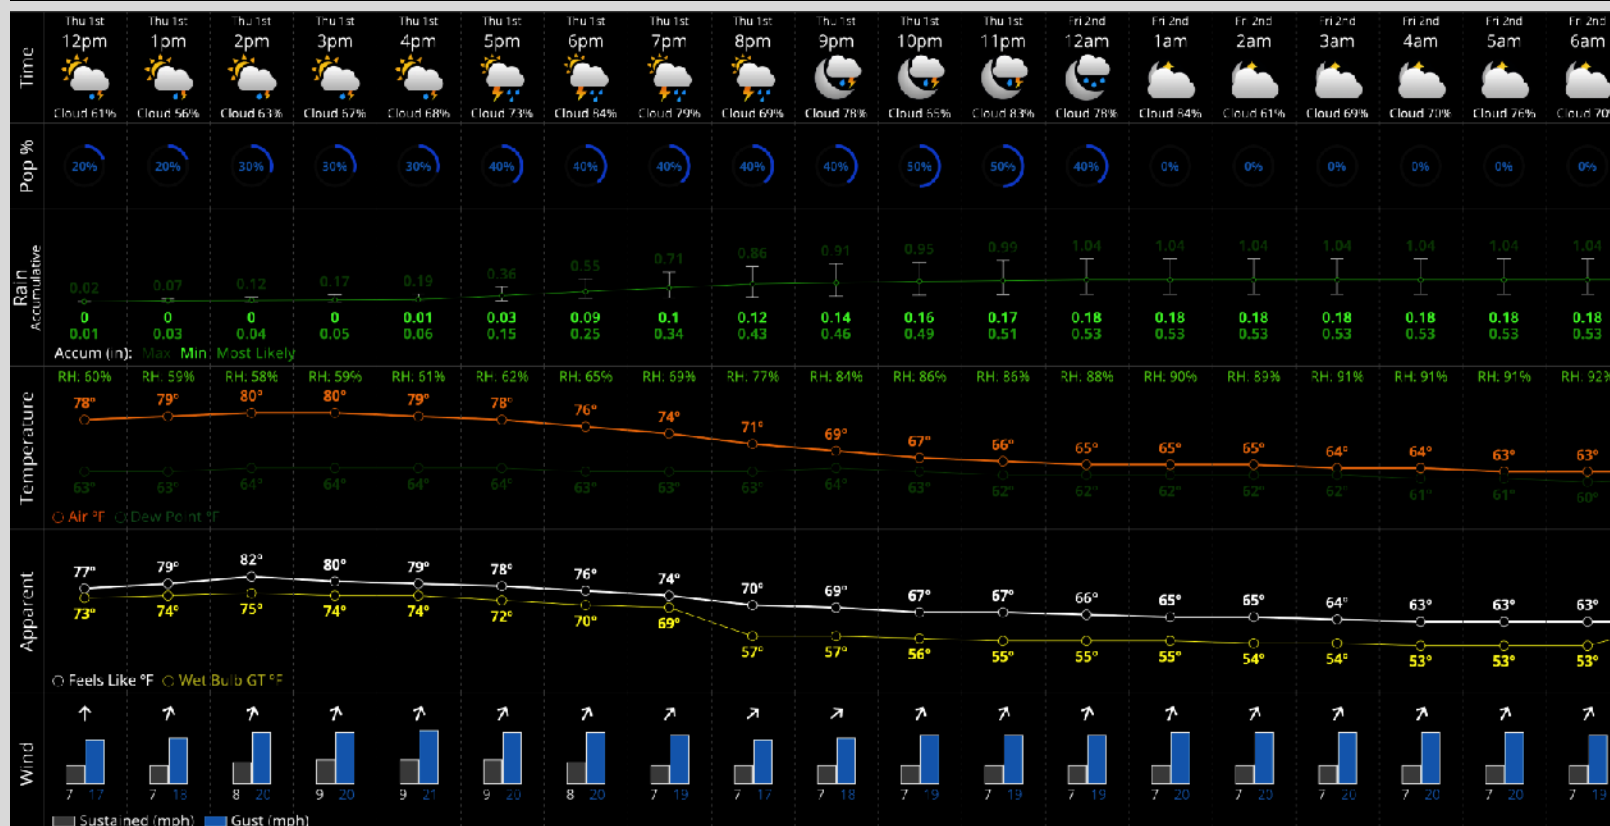 Thu 1st Thu 1st Thu 1st Thu 1st Thu 1st Thu 1st Thu 1st Thu 1st Thu 1st Thu 1st Thu 1st Thu 1st Fri 2nd Fri 2nd Fri 2nd Fri 2nd Fri 2nd Fri 2nd Fri 2nd
Time
12pm 1pm 2pm 3pm 4pm 5pm 6pm 7pm 8pm 9pm 10pm 11pm 12am 1am 2am 3am 4am 5am 6am
Cloud 61% Cloud 56% Cloud 63% Cloud 67% Cloud 68% Cloud 73% Cloud 84% Cloud 79% Cloud 69% Cloud 78% Cloud 65% Cloud 83% Cloud 78% Cloud 84% Cloud 61% Cloud 69% Cloud 70% Cloud 76% Cloud 70%
Pop %
20% 20% 30% 30% 30% 40% 40% 40% 40% 40% 50% 50% 40% 0% 0% 0% 0% 0% 0%
Rain
Accumulative
0.02 0.07 0.12 0.17 0.19 0.36 0.55 0.71 0.86 0.91 0.95 0.99 1.04 1.04 1.04 1.04 1.04 1.04 1.04
0 0 0 0 0.01 0.03 0.09 0.1 0.12 0.14 0.16 0.17 0.18 0.18 0.18 0.18 0.18 0.18 0.18
0.01 0.03 0.04 0.05 0.06 0.15 0.25 0.34 0.43 0.46 0.49 0.51 0.53 0.53 0.53 0.53 0.53 0.53 0.53
Accum (in): Max Min Most Likely
Temperature
RH: 60% RH: 59% RH: 58% RH: 59% RH: 61% RH: 62% RH: 65% RH: 69% RH: 77% RH: 84% RH: 86% RH: 86% RH: 88% RH: 90% RH: 89% RH: 91% RH: 91% RH: 91% RH: 92%
78° 79° 80° 80° 79° 78° 76° 74° 71° 69° 67° 66° 65° 65° 65° 64° 64° 63° 63°
63° 63° 64° 64° 64° 64° 63° 63° 63° 64° 63° 62° 62° 62° 62° 62° 61° 61° 60°
Air °F Dew Point °F
Apparent
77° 79° 82° 80° 79° 78° 76° 74° 70° 69° 67° 67° 66° 65° 65° 64° 63° 63° 63°
73° 74° 75° 74° 74° 72° 70° 69° 57° 57° 56° 55° 55° 55° 54° 54° 53° 53° 53°
Feels Like °F Wet Bulb GT °F
Wind
7 17 7 18 8 20 9 20 9 21 9 20 8 20 7 19 7 17 7 18 7 19 7 19 7 19 7 20 7 20 7 20 7 20 7 20 7 19
Sustained (mph) Gust (mph)